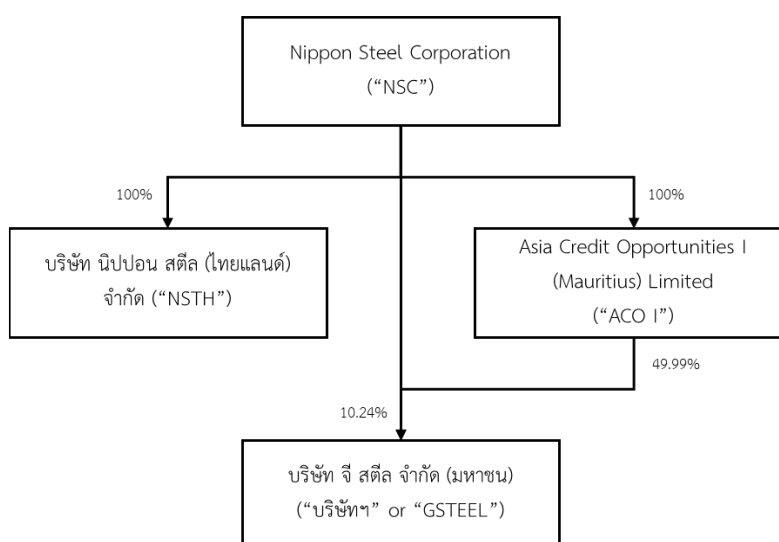 Nippon Steel Corporation
(“NSC”)
100%
100%
บริษัท นิปปอน สตีล (ไทยแลนด์)
จำกัด (“NSTH”)
Asia Credit Opportunities I
(Mauritius) Limited
(“ACO I”)
49.99%
10.24%
บริษัท จี สตีล จำกัด (มหาชน)
(“บริษัทฯ” or “GSTEEL”)